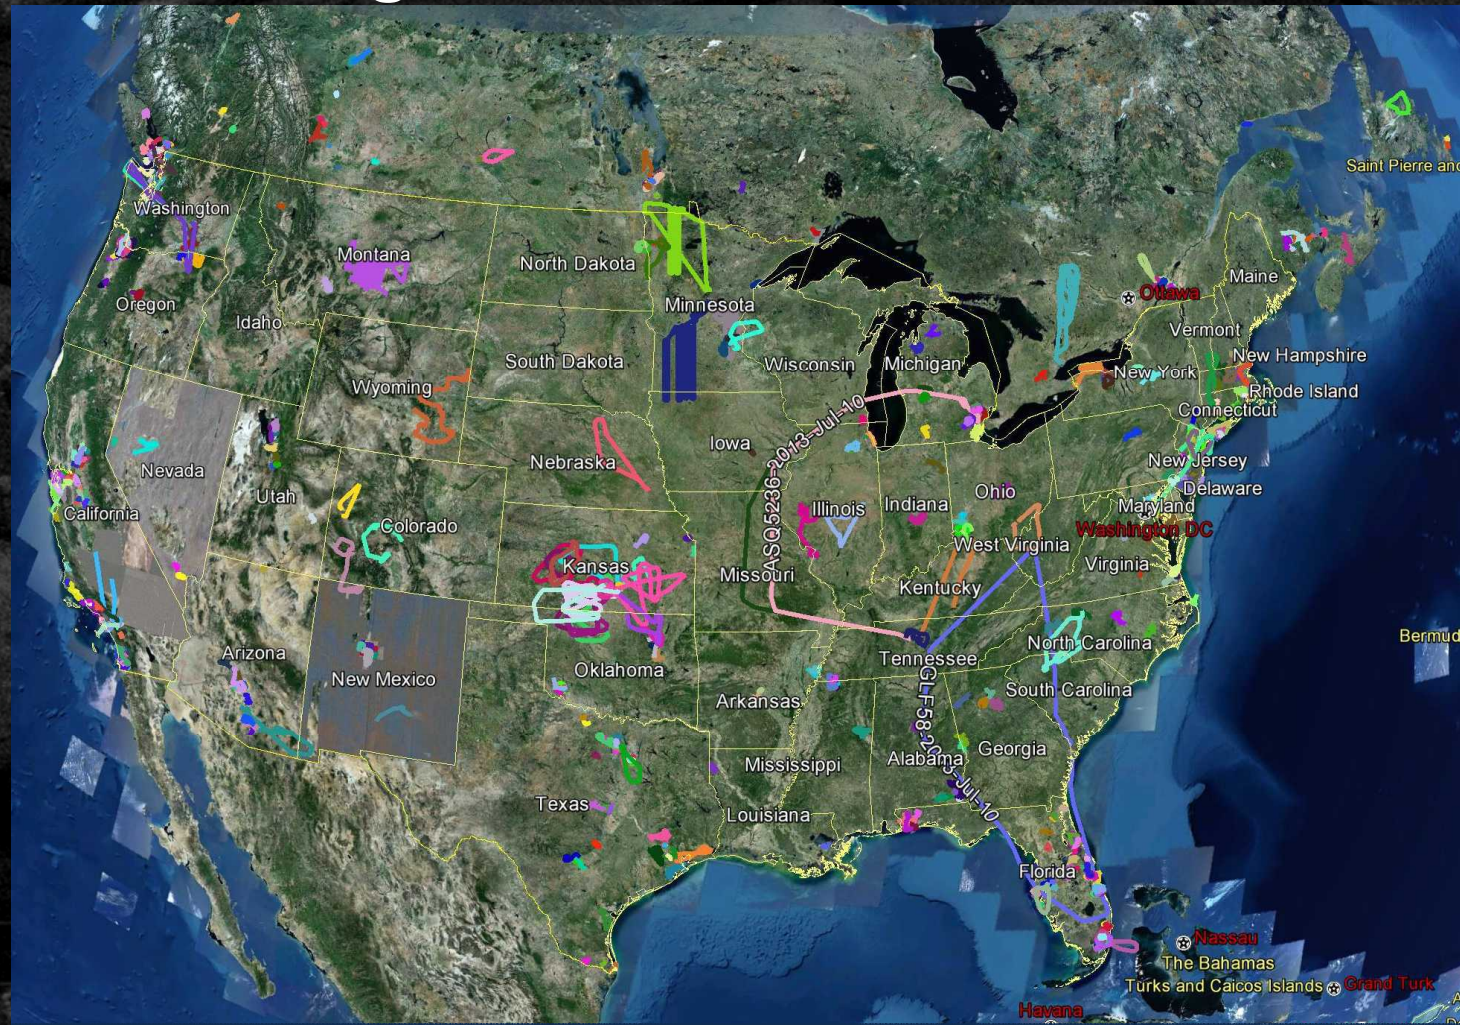 Saint Pierre and
Washington
Montana
North Dakota
Minnesota
Maine
Ottawa
Oregon
Idaho
South Dakota
Wisconsin
Michigan
Vermont
New Hampshire
New York
Rhode Island
Connecticut
Wyoming
Iowa
Nebraska
Nevada
Utah
California
Colorado
Illinois
Indiana
Ohio
New Jersey
Delaware
Maryland
Washington DC
West Virginia
Virginia
Kansas
Missouri
Kentucky
ASQ5236-2013-Jul-10
Bermud
North Carolina
Arizona
New Mexico
Oklahoma
Tennessee
Arkansas
South Carolina
Georgia
Alabama
Mississippi
Texas
Louisiana
Florida
Nassau
The Bahamas
Turks and Caicos Islands
Grand Turk
Havana